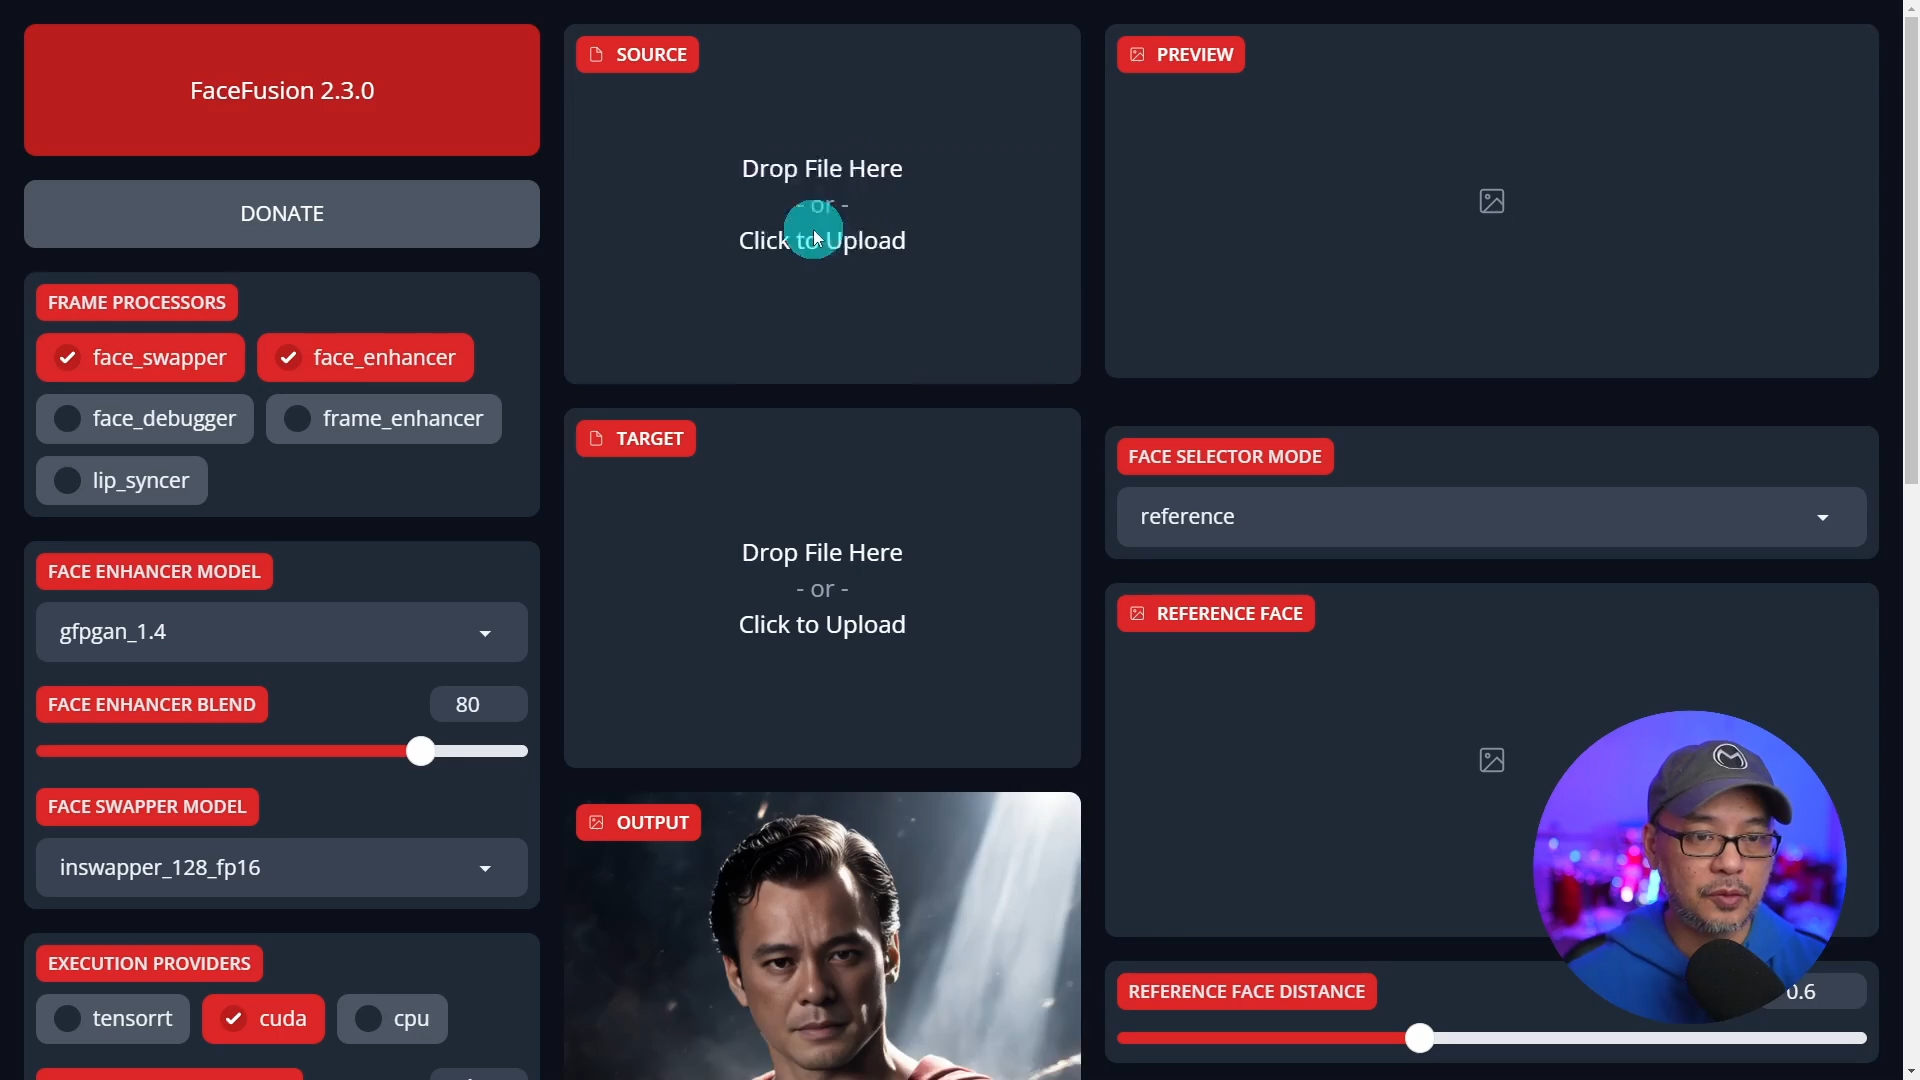 FaceFusion 2.3.0
DONATE
FRAME PROCESSORS
face_swapper
face_enhancer
face_debugger
frame_enhancer
lip_syncer
FACE ENHANCER MODEL
gfpgan_1.4
FACE ENHANCER BLEND
80
FACE SWAPPER MODEL
inswapper_128_fp16
EXECUTION PROVIDERS
tensorrt
cuda
cpu
SOURCE
Drop File Here
- or -
Click to Upload
TARGET
Drop File Here
- or -
Click to Upload
OUTPUT
PREVIEW
FACE SELECTOR MODE
reference
REFERENCE FACE
REFERENCE FACE DISTANCE
0.6